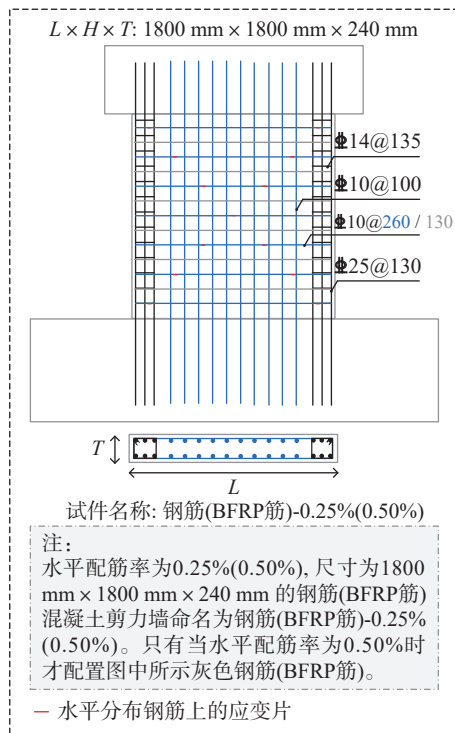 L × H × T: 1800 mm × 1800 mm × 240 mm
⌽14@135
⌽10@100
⌽10@260 / 130
⌽25@130
T
L
试件名称: 钢筋(BFRP筋)-0.25%(0.50%)
注：
水平配筋率为0.25%(0.50%), 尺寸为1800
mm × 1800 mm × 240 mm 的钢筋(BFRP筋)
混凝土剪力墙命名为钢筋(BFRP筋)-0.25%
(0.50%)。只有当水平配筋率为0.50%时
才配置图中所示灰色钢筋(BFRP筋)。
水平分布钢筋上的应变片